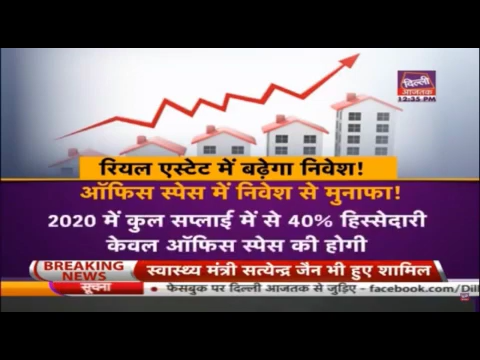 दिल्ली
आजतक
12:35 PM
रियल एस्टेट में बढ़ेगा निवेश!
ऑफिस स्पेस में निवेश से मुनाफा!
2020 में कुल सप्लाई में से 40% हिस्सेदारी
केवल ऑफिस स्पेस की होगी
BREAKING NEWS
स्वास्थ्य मंत्री सत्येन्द्र जैन भी हुए शामिल
सूचना
फेसबुक पर दिल्ली आजतक से जुड़िए - facebook.com/Dil